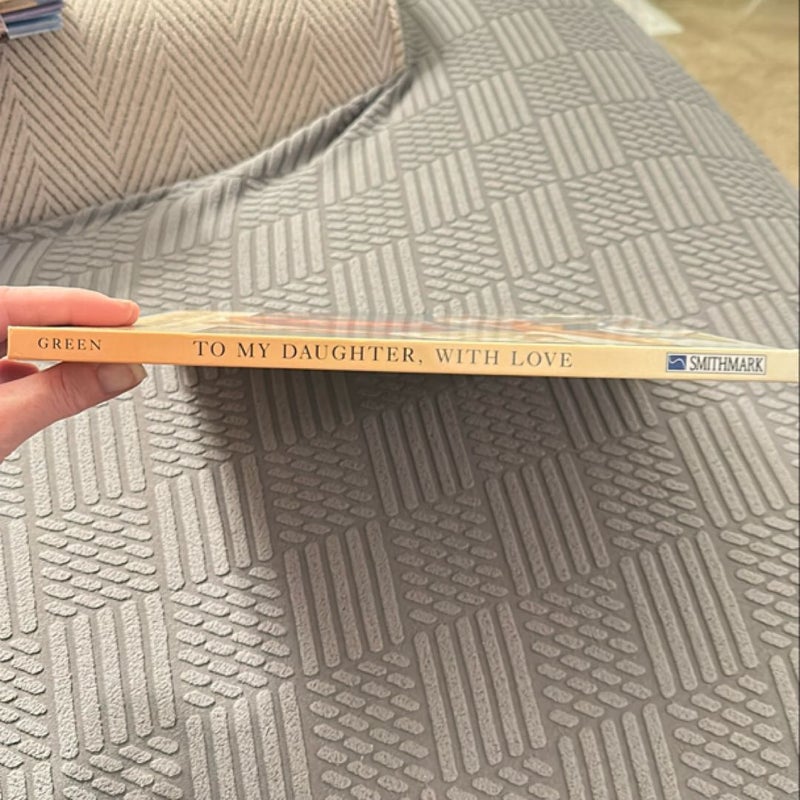 GREEN TO MY DAUGHTER, WITH LOVE SMITHMARK